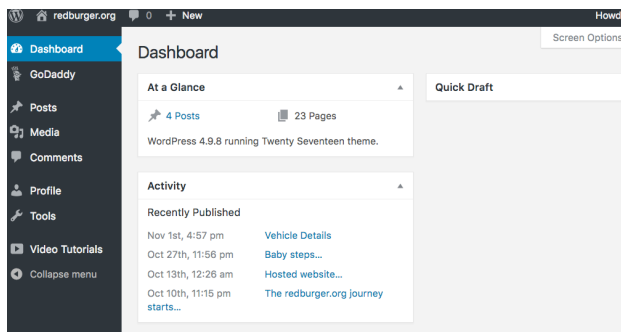 redburger.org 0 + New Howd
Screen Options
Dashboard
GoDaddy
Posts
Media
Comments
Profile
Tools
Video Tutorials
Collapse menu
Dashboard
At a Glance
4 Posts 23 Pages
WordPress 4.9.8 running Twenty Seventeen theme.
Activity
Recently Published
Nov 1st, 4:57 pm Vehicle Details
Oct 27th, 11:56 pm Baby steps…
Oct 13th, 12:26 am Hosted website…
Oct 10th, 11:15 pm The redburger.org journey
starts…
Quick Draft